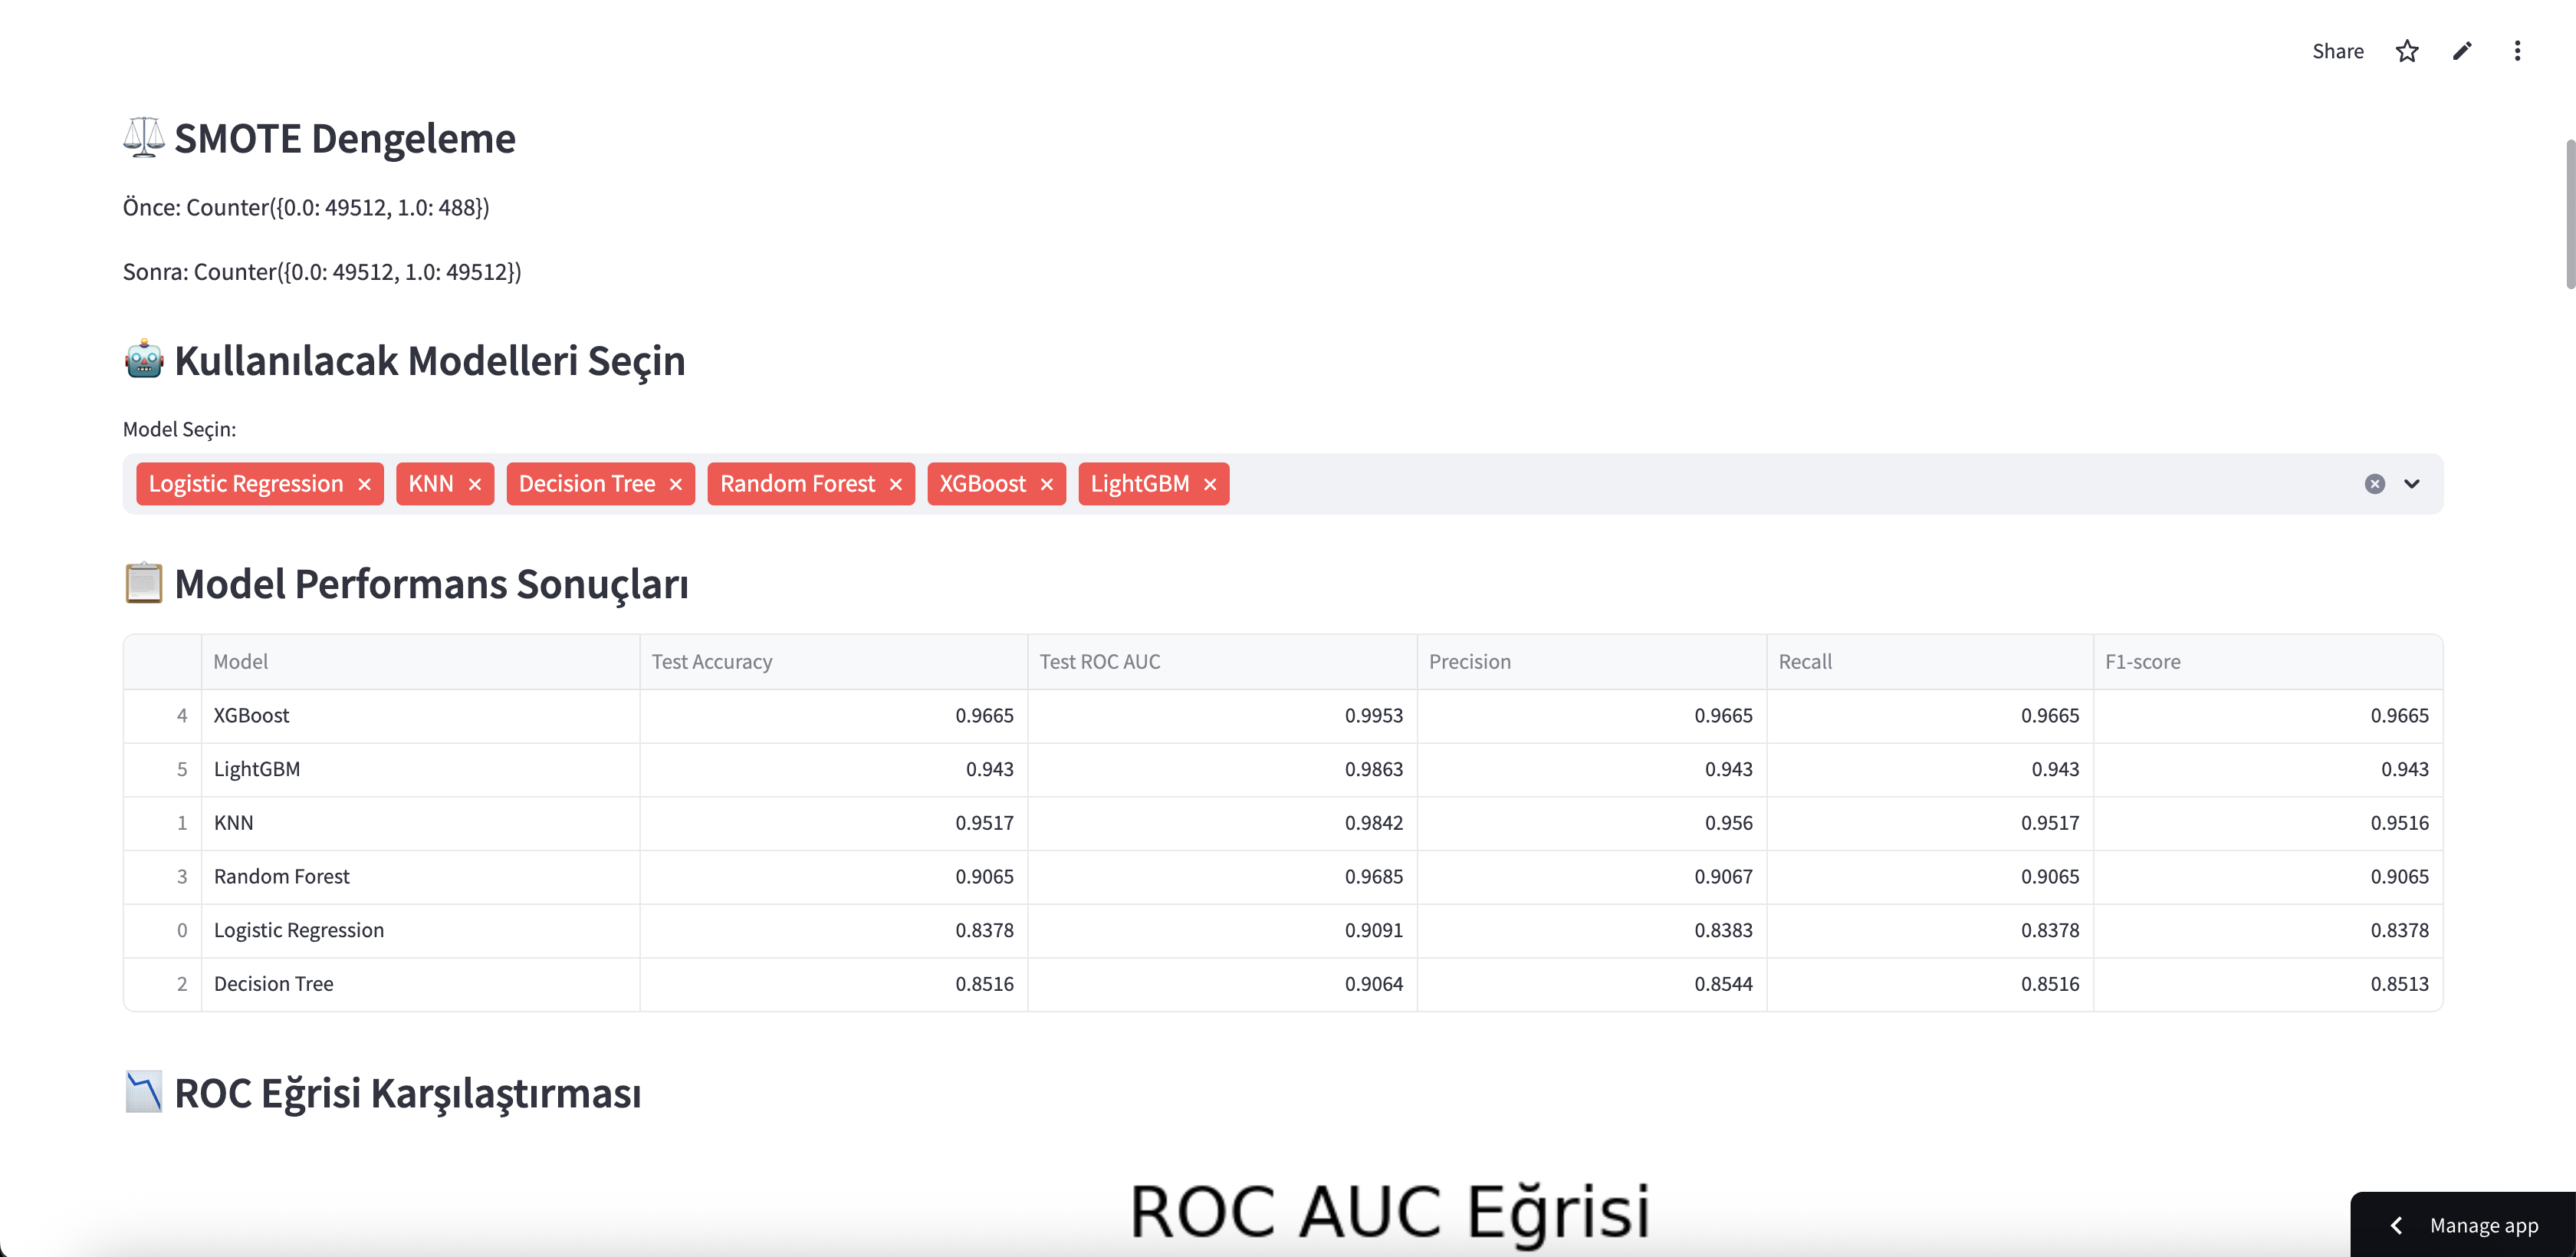 Share
SMOTE Dengeleme
Önce: Counter({0.0: 49512, 1.0: 488})
Sonra: Counter({0.0: 49512, 1.0: 49512})
Kullanılacak Modelleri Seçin
Model Seçin:
Logistic Regression KNN Decision Tree Random Forest XGBoost LightGBM
Model Performans Sonuçları
Model Test Accuracy Test ROC AUC Precision Recall F1-score
4 XGBoost 0.9665 0.9953 0.9665 0.9665 0.9665
5 LightGBM 0.943 0.9863 0.943 0.943 0.943
1 KNN 0.9517 0.9842 0.956 0.9517 0.9516
3 Random Forest 0.9065 0.9685 0.9067 0.9065 0.9065
0 Logistic Regression 0.8378 0.9091 0.8383 0.8378 0.8378
2 Decision Tree 0.8516 0.9064 0.8544 0.8516 0.8513
ROC Eğrisi Karşılaştırması
ROC AUC Eğrisi
Manage app